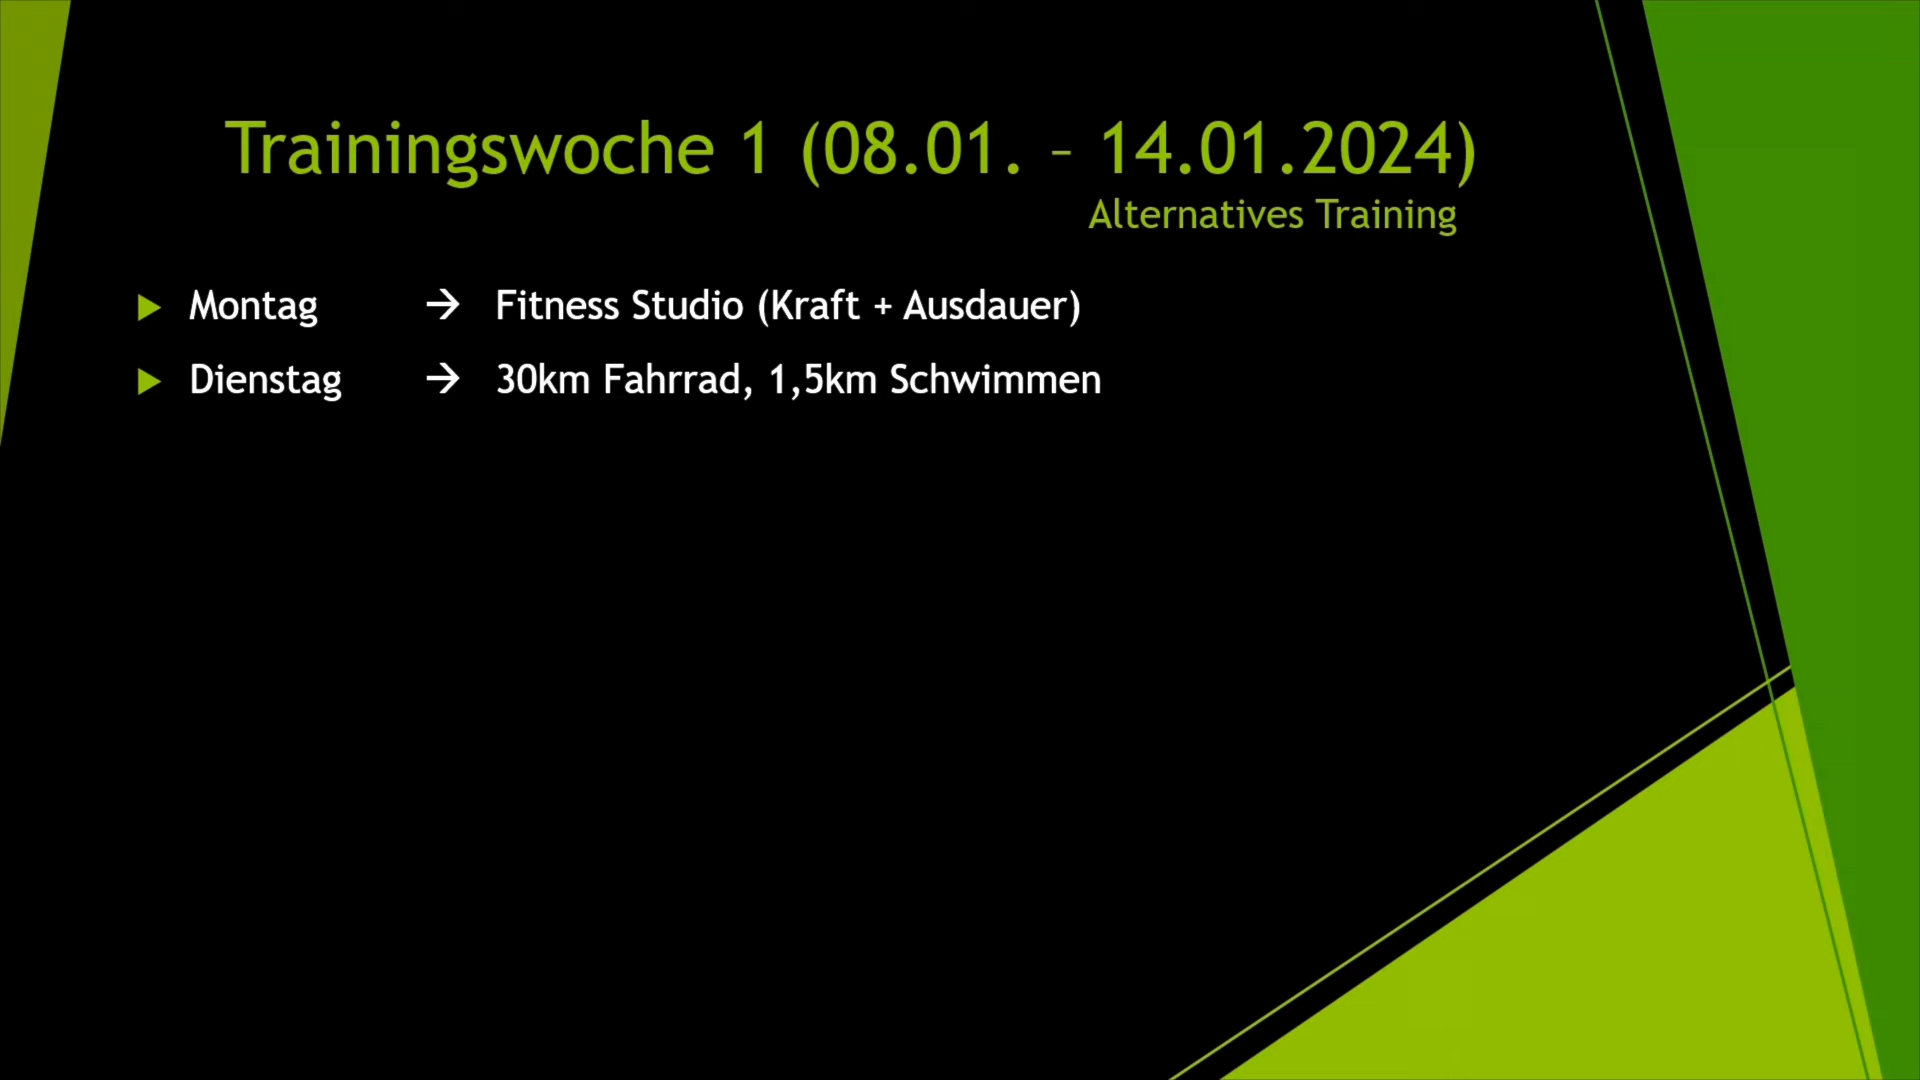 Trainingswoche 1 (08.01. – 14.01.2024)
Alternatives Training
Montag → Fitness Studio (Kraft + Ausdauer)
Dienstag → 30km Fahrrad, 1,5km Schwimmen